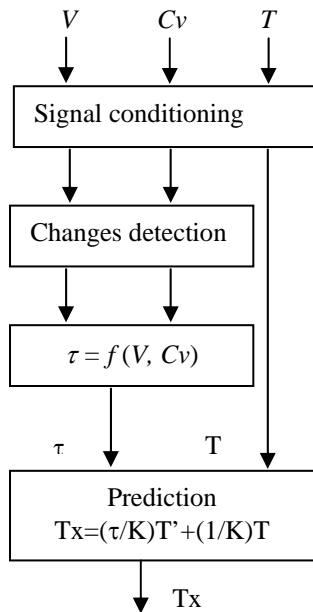 V Cv T
Signal conditioning
Changes detection
τ = f (V, Cv)
τ T
Prediction
Tx=(τ/K)T’+(1/K)T
Tx